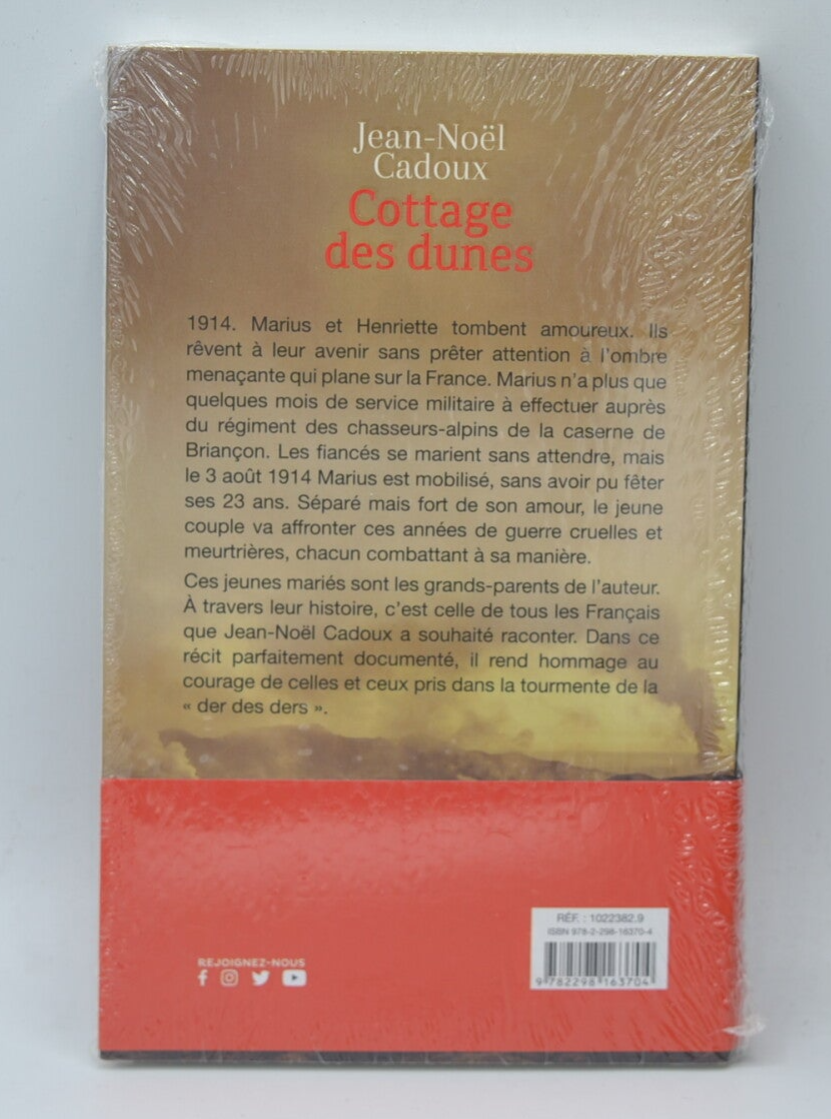 Jean-Noël
Cadoux
Cottage
des dunes
1914. Marius et Henriette tombent amoureux. Ils
rêvent à leur avenir sans prêter attention à l'ombre
menaçante qui plane sur la France. Marius n'a plus que
quelques mois de service militaire à effectuer auprès
du régiment des chasseurs-alpins de la caserne de
Briançon. Les fiancés se marient sans attendre, mais
le 3 août 1914 Marius est mobilisé, sans avoir pu fêter
ses 23 ans. Séparé mais fort de son amour, le jeune
couple va affronter ces années de guerre cruelles et
meurtrières, chacun combattant à sa manière.
Ces jeunes mariés sont les grands-parents de l'auteur.
À travers leur histoire, c'est celle de tous les Français
que Jean-Noël Cadoux a souhaité raconter. Dans ce
récit parfaitement documenté, il rend hommage au
courage de celles et ceux pris dans la tourmente de la
« der des ders ».
RÉF. : 1022382.9
ISBN 978-2-298-16370-4
9 782298 163704
REJOIGNEZ-NOUS